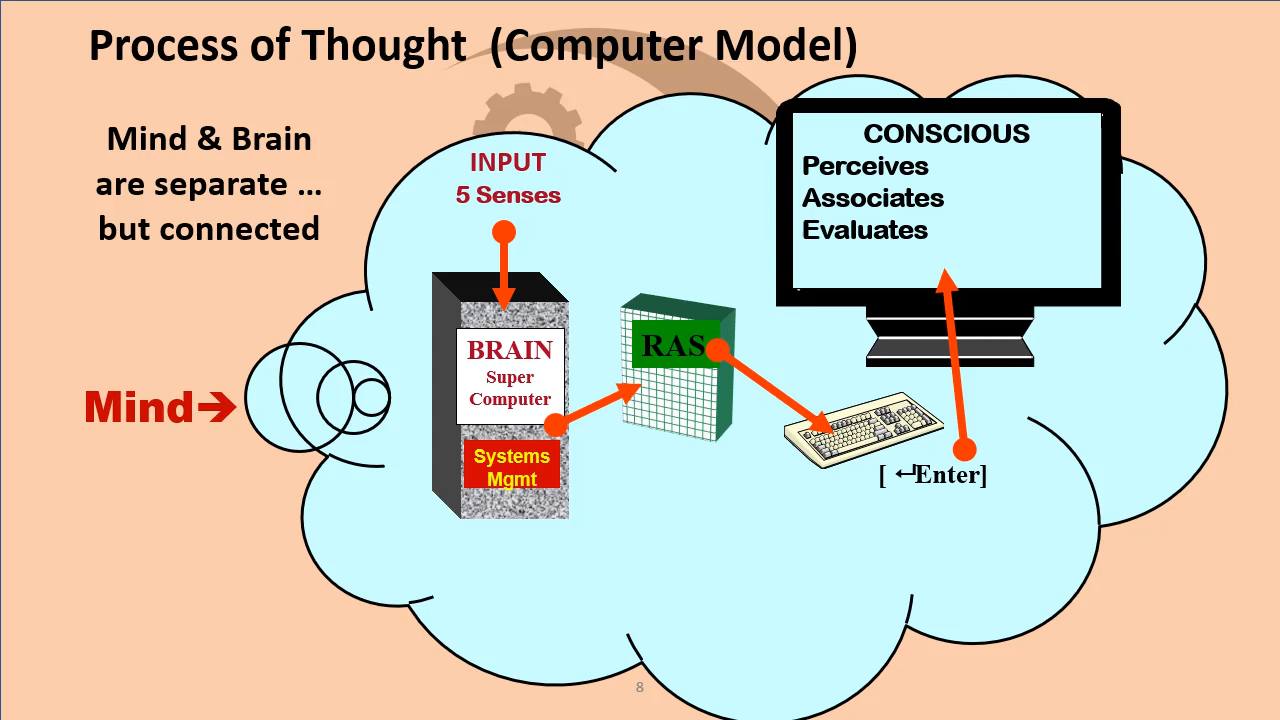 Process of Thought (Computer Model)
Mind & Brain
are separate ...
but connected
INPUT
5 Senses
CONSCIOUS
Perceives
Associates
Evaluates
BRAIN
Super
Computer
RAS
Mind→
Systems
Mgmt
[ ↵Enter]
8